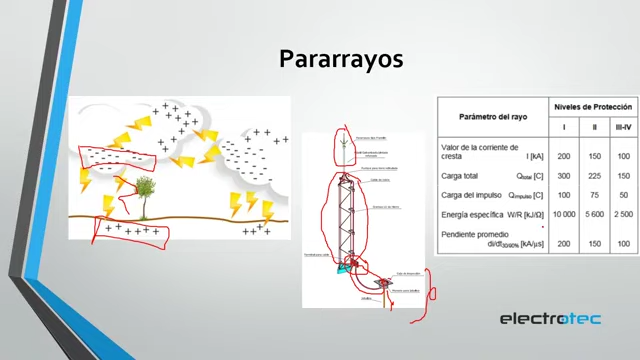 Pararrayos
Parámetro del rayo
Niveles de Protección
I II III-IV
Valor de la corriente de
cresta I [kA] 200 150 100
Carga total Qtotal [C] 300 225 150
Carga del impulso Qimpulso [C] 100 75 50
Energía específica W/R [kJ/Ω] 10 000 5 600 2 500
Pendiente promedio
di/dt30/90% [kA/µs] 200 150 100
electrotec